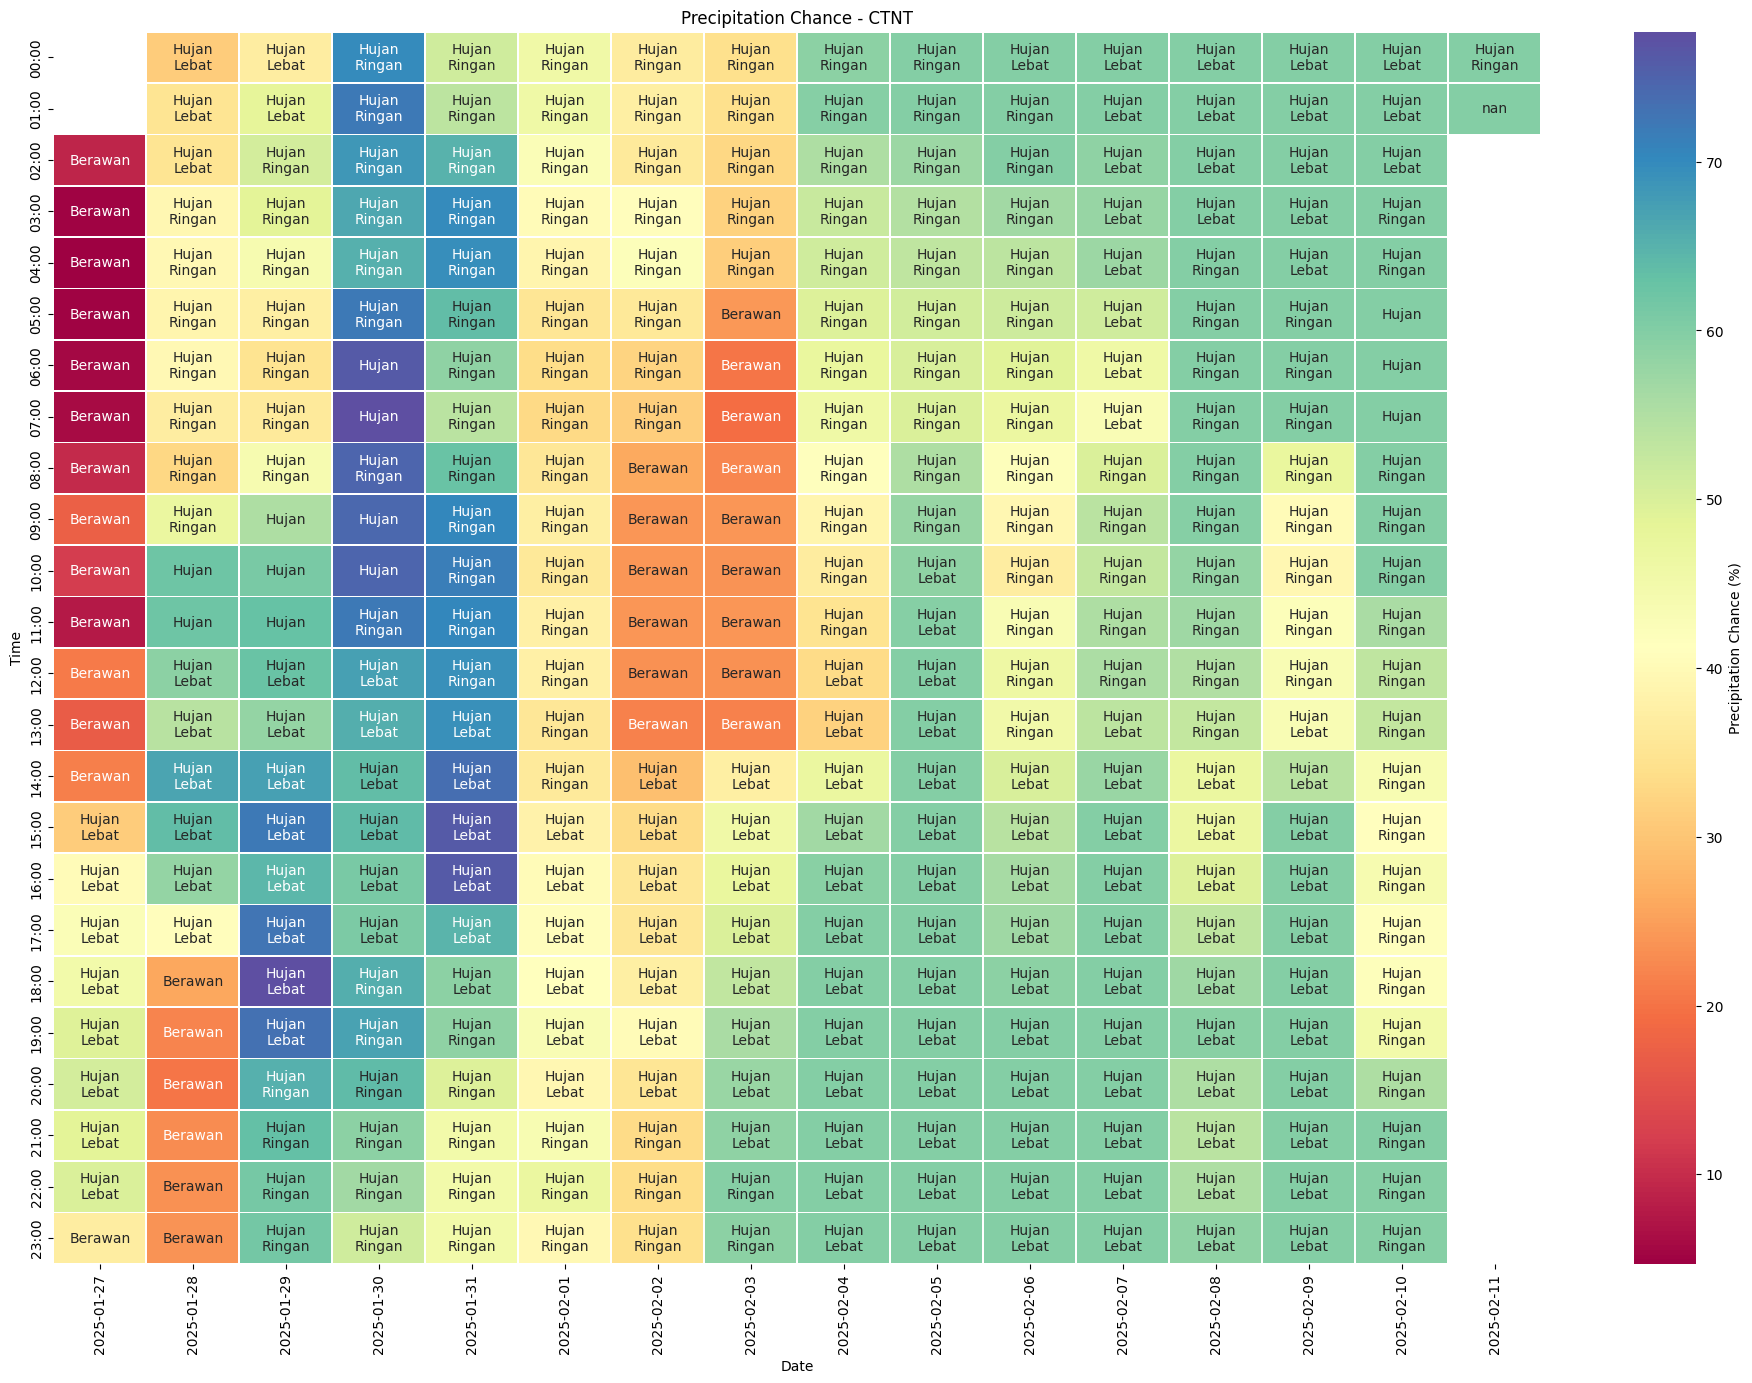 Precipitation Chance - CTNT
00:00 Hujan Lebat Hujan Lebat Hujan Ringan Hujan Ringan Hujan Ringan Hujan Ringan Hujan Ringan Hujan Ringan Hujan Ringan Hujan Lebat Hujan Lebat Hujan Lebat Hujan Lebat Hujan Lebat Hujan Ringan
01:00 Hujan Lebat Hujan Lebat Hujan Ringan Hujan Ringan Hujan Ringan Hujan Ringan Hujan Ringan Hujan Ringan Hujan Ringan Hujan Ringan Hujan Lebat Hujan Lebat Hujan Lebat Hujan Lebat nan
02:00 Berawan Hujan Lebat Hujan Ringan Hujan Ringan Hujan Ringan Hujan Ringan Hujan Ringan Hujan Ringan Hujan Ringan Hujan Ringan Hujan Ringan Hujan Lebat Hujan Lebat Hujan Lebat Hujan Lebat
03:00 Berawan Hujan Ringan Hujan Ringan Hujan Ringan Hujan Ringan Hujan Ringan Hujan Ringan Hujan Ringan Hujan Ringan Hujan Ringan Hujan Ringan Hujan Lebat Hujan Lebat Hujan Lebat Hujan Ringan
04:00 Berawan Hujan Ringan Hujan Ringan Hujan Ringan Hujan Ringan Hujan Ringan Hujan Ringan Hujan Ringan Hujan Ringan Hujan Ringan Hujan Ringan Hujan Lebat Hujan Ringan Hujan Lebat Hujan Ringan
05:00 Berawan Hujan Ringan Hujan Ringan Hujan Ringan Hujan Ringan Hujan Ringan Hujan Ringan Berawan Hujan Ringan Hujan Ringan Hujan Ringan Hujan Lebat Hujan Ringan Hujan Ringan Hujan
06:00 Berawan Hujan Ringan Hujan Ringan Hujan Hujan Ringan Hujan Ringan Hujan Ringan Berawan Hujan Ringan Hujan Ringan Hujan Ringan Hujan Lebat Hujan Ringan Hujan Ringan Hujan
07:00 Berawan Hujan Ringan Hujan Ringan Hujan Hujan Ringan Hujan Ringan Hujan Ringan Berawan Hujan Ringan Hujan Ringan Hujan Ringan Hujan Lebat Hujan Ringan Hujan Ringan Hujan
08:00 Berawan Hujan Ringan Hujan Ringan Hujan Ringan Hujan Ringan Hujan Ringan Berawan Berawan Hujan Ringan Hujan Ringan Hujan Ringan Hujan Ringan Hujan Ringan Hujan Ringan Hujan Ringan
09:00 Berawan Hujan Ringan Hujan Hujan Hujan Ringan Hujan Ringan Berawan Berawan Hujan Ringan Hujan Ringan Hujan Ringan Hujan Ringan Hujan Ringan Hujan Ringan Hujan Ringan
10:00 Berawan Hujan Hujan Hujan Hujan Ringan Hujan Ringan Berawan Berawan Hujan Ringan Hujan Lebat Hujan Ringan Hujan Ringan Hujan Ringan Hujan Ringan Hujan Ringan
11:00 Berawan Hujan Hujan Hujan Ringan Hujan Ringan Hujan Ringan Berawan Berawan Hujan Ringan Hujan Lebat Hujan Ringan Hujan Ringan Hujan Ringan Hujan Ringan Hujan Ringan
12:00 Berawan Hujan Lebat Hujan Lebat Hujan Lebat Hujan Ringan Hujan Ringan Berawan Berawan Hujan Lebat Hujan Lebat Hujan Ringan Hujan Ringan Hujan Ringan Hujan Ringan Hujan Ringan
13:00 Berawan Hujan Lebat Hujan Lebat Hujan Lebat Hujan Lebat Hujan Ringan Berawan Berawan Hujan Lebat Hujan Lebat Hujan Ringan Hujan Lebat Hujan Ringan Hujan Lebat Hujan Ringan
14:00 Berawan Hujan Lebat Hujan Lebat Hujan Lebat Hujan Lebat Hujan Ringan Hujan Lebat Hujan Lebat Hujan Lebat Hujan Lebat Hujan Lebat Hujan Lebat Hujan Lebat Hujan Lebat Hujan Ringan
15:00 Hujan Lebat Hujan Lebat Hujan Lebat Hujan Lebat Hujan Lebat Hujan Lebat Hujan Lebat Hujan Lebat Hujan Lebat Hujan Lebat Hujan Lebat Hujan Lebat Hujan Lebat Hujan Lebat Hujan Ringan
16:00 Hujan Lebat Hujan Lebat Hujan Lebat Hujan Lebat Hujan Lebat Hujan Lebat Hujan Lebat Hujan Lebat Hujan Lebat Hujan Lebat Hujan Lebat Hujan Lebat Hujan Lebat Hujan Lebat Hujan Ringan
17:00 Hujan Lebat Hujan Lebat Hujan Lebat Hujan Lebat Hujan Lebat Hujan Lebat Hujan Lebat Hujan Lebat Hujan Lebat Hujan Lebat Hujan Lebat Hujan Lebat Hujan Lebat Hujan Lebat Hujan Ringan
18:00 Hujan Lebat Berawan Hujan Lebat Hujan Ringan Hujan Lebat Hujan Lebat Hujan Lebat Hujan Lebat Hujan Lebat Hujan Lebat Hujan Lebat Hujan Lebat Hujan Lebat Hujan Lebat Hujan Ringan
19:00 Hujan Lebat Berawan Hujan Lebat Hujan Ringan Hujan Ringan Hujan Lebat Hujan Lebat Hujan Lebat Hujan Lebat Hujan Lebat Hujan Lebat Hujan Lebat Hujan Lebat Hujan Lebat Hujan Ringan
20:00 Hujan Lebat Berawan Hujan Ringan Hujan Ringan Hujan Ringan Hujan Lebat Hujan Lebat Hujan Lebat Hujan Lebat Hujan Lebat Hujan Lebat Hujan Lebat Hujan Lebat Hujan Lebat Hujan Ringan
21:00 Hujan Lebat Berawan Hujan Ringan Hujan Ringan Hujan Ringan Hujan Ringan Hujan Ringan Hujan Lebat Hujan Lebat Hujan Lebat Hujan Lebat Hujan Lebat Hujan Lebat Hujan Lebat Hujan Ringan
22:00 Hujan Lebat Berawan Hujan Ringan Hujan Ringan Hujan Ringan Hujan Ringan Hujan Ringan Hujan Ringan Hujan Lebat Hujan Lebat Hujan Lebat Hujan Lebat Hujan Lebat Hujan Lebat Hujan Ringan
23:00 Berawan Berawan Hujan Ringan Hujan Ringan Hujan Ringan Hujan Ringan Hujan Ringan Hujan Ringan Hujan Lebat Hujan Lebat Hujan Lebat Hujan Lebat Hujan Lebat Hujan Lebat Hujan Ringan
Time
2025-01-27
2025-01-28
2025-01-29
2025-01-30
2025-01-31
2025-02-01
2025-02-02
2025-02-03
2025-02-04
2025-02-05
2025-02-06
2025-02-07
2025-02-08
2025-02-09
2025-02-10
2025-02-11
Date
70
60
50
40
30
20
10
Precipitation Chance (%)